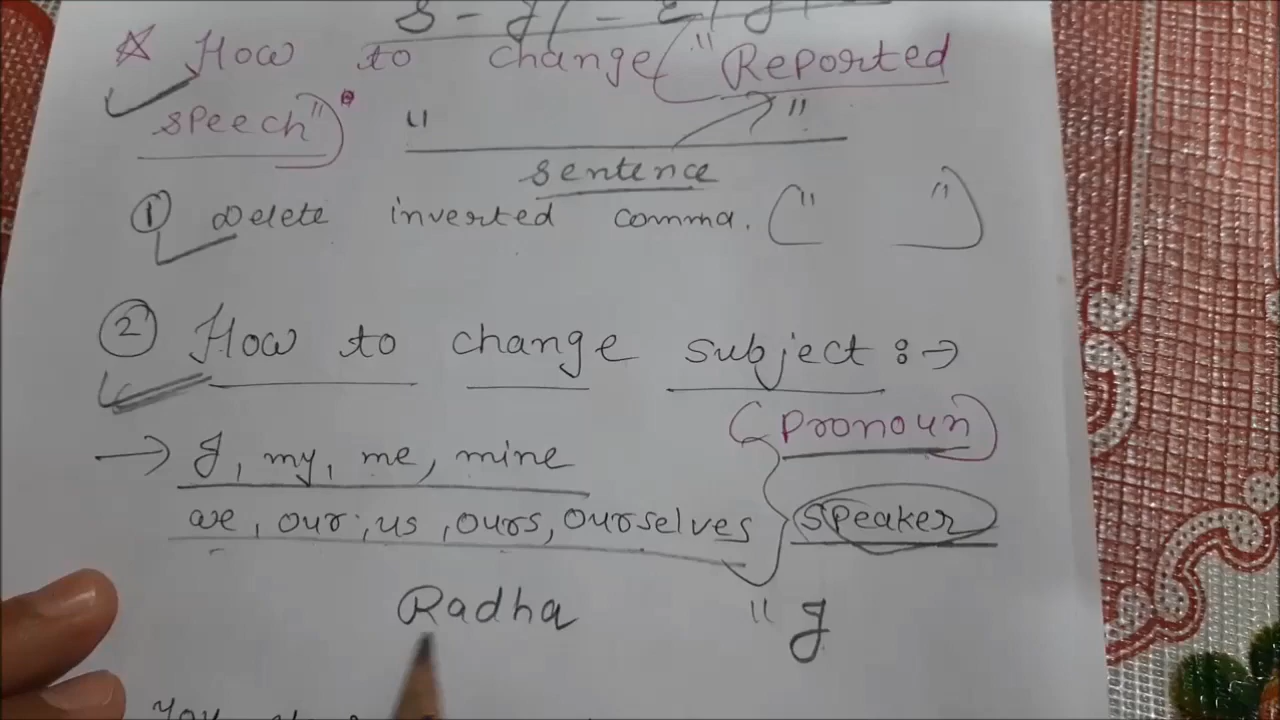 ☆ How to change "Reported
speech"
" "
sentence
① Delete inverted comma. (" ")
② How to change subject :→
(Pronoun)
→ I, my, me, mine
we, our, us, ours, ourselves } speaker
Radha " I